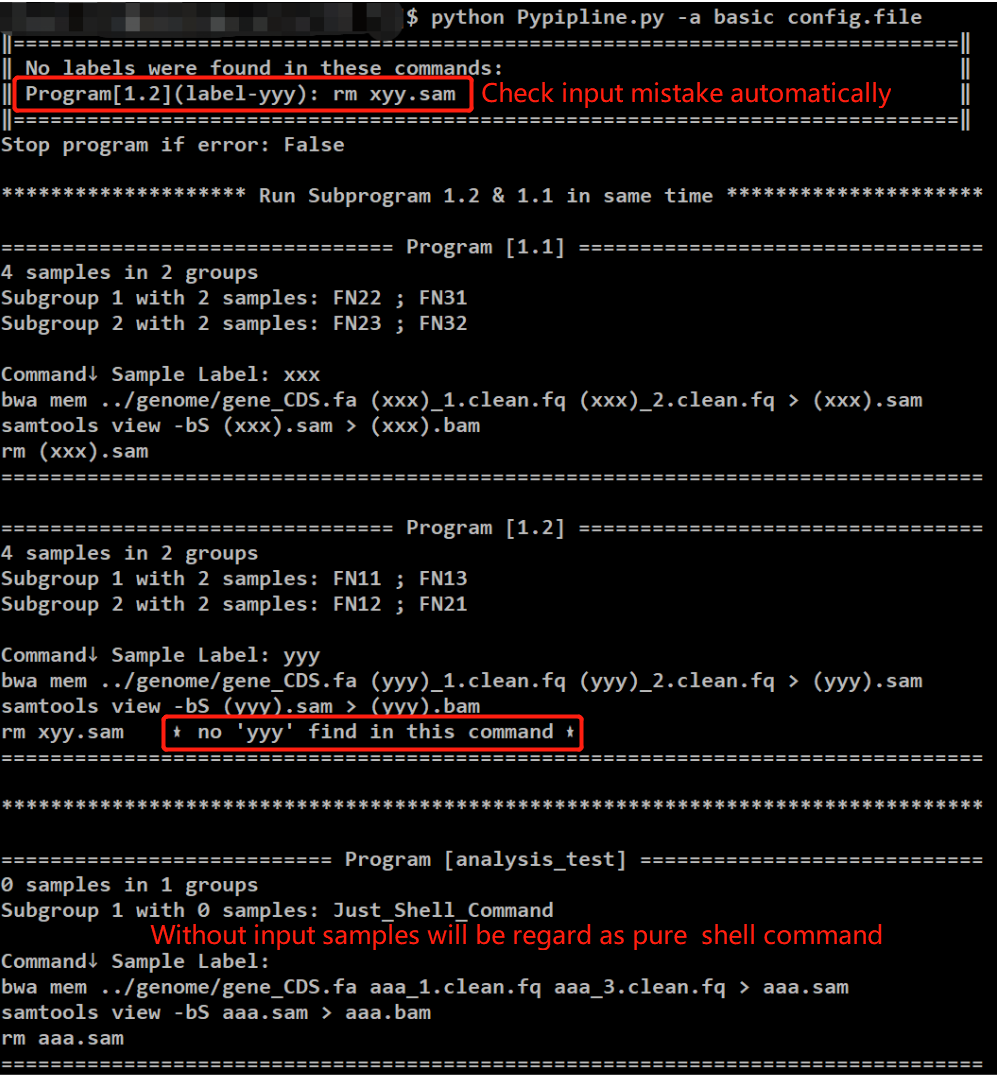 $ python Pypipline.py -a basic config.file
‖=============================================================================‖
‖ No labels were found in these commands: ‖
‖ Program[1.2](label-yyy): rm xyy.sam Check input mistake automatically ‖
‖=============================================================================‖
Stop program if error: False
******************** Run Subprogram 1.2 & 1.1 in same time *********************
================================ Program [1.1] =================================
4 samples in 2 groups
Subgroup 1 with 2 samples: FN22 ; FN31
Subgroup 2 with 2 samples: FN23 ; FN32
Command↓ Sample Label: xxx
bwa mem ../genome/gene_CDS.fa (xxx)_1.clean.fq (xxx)_2.clean.fq > (xxx).sam
samtools view -bS (xxx).sam > (xxx).bam
rm (xxx).sam
================================================================================
================================ Program [1.2] =================================
4 samples in 2 groups
Subgroup 1 with 2 samples: FN11 ; FN13
Subgroup 2 with 2 samples: FN12 ; FN21
Command↓ Sample Label: yyy
bwa mem ../genome/gene_CDS.fa (yyy)_1.clean.fq (yyy)_2.clean.fq > (yyy).sam
samtools view -bS (yyy).sam > (yyy).bam
rm xyy.sam ★ no 'yyy' find in this command ★
================================================================================
********************************************************************************
=========================== Program [analysis_test] ============================
0 samples in 1 groups
Subgroup 1 with 0 samples: Just_Shell_Command
Without input samples will be regard as pure shell command
Command↓ Sample Label:
bwa mem ../genome/gene_CDS.fa aaa_1.clean.fq aaa_3.clean.fq > aaa.sam
samtools view -bS aaa.sam > aaa.bam
rm aaa.sam
================================================================================